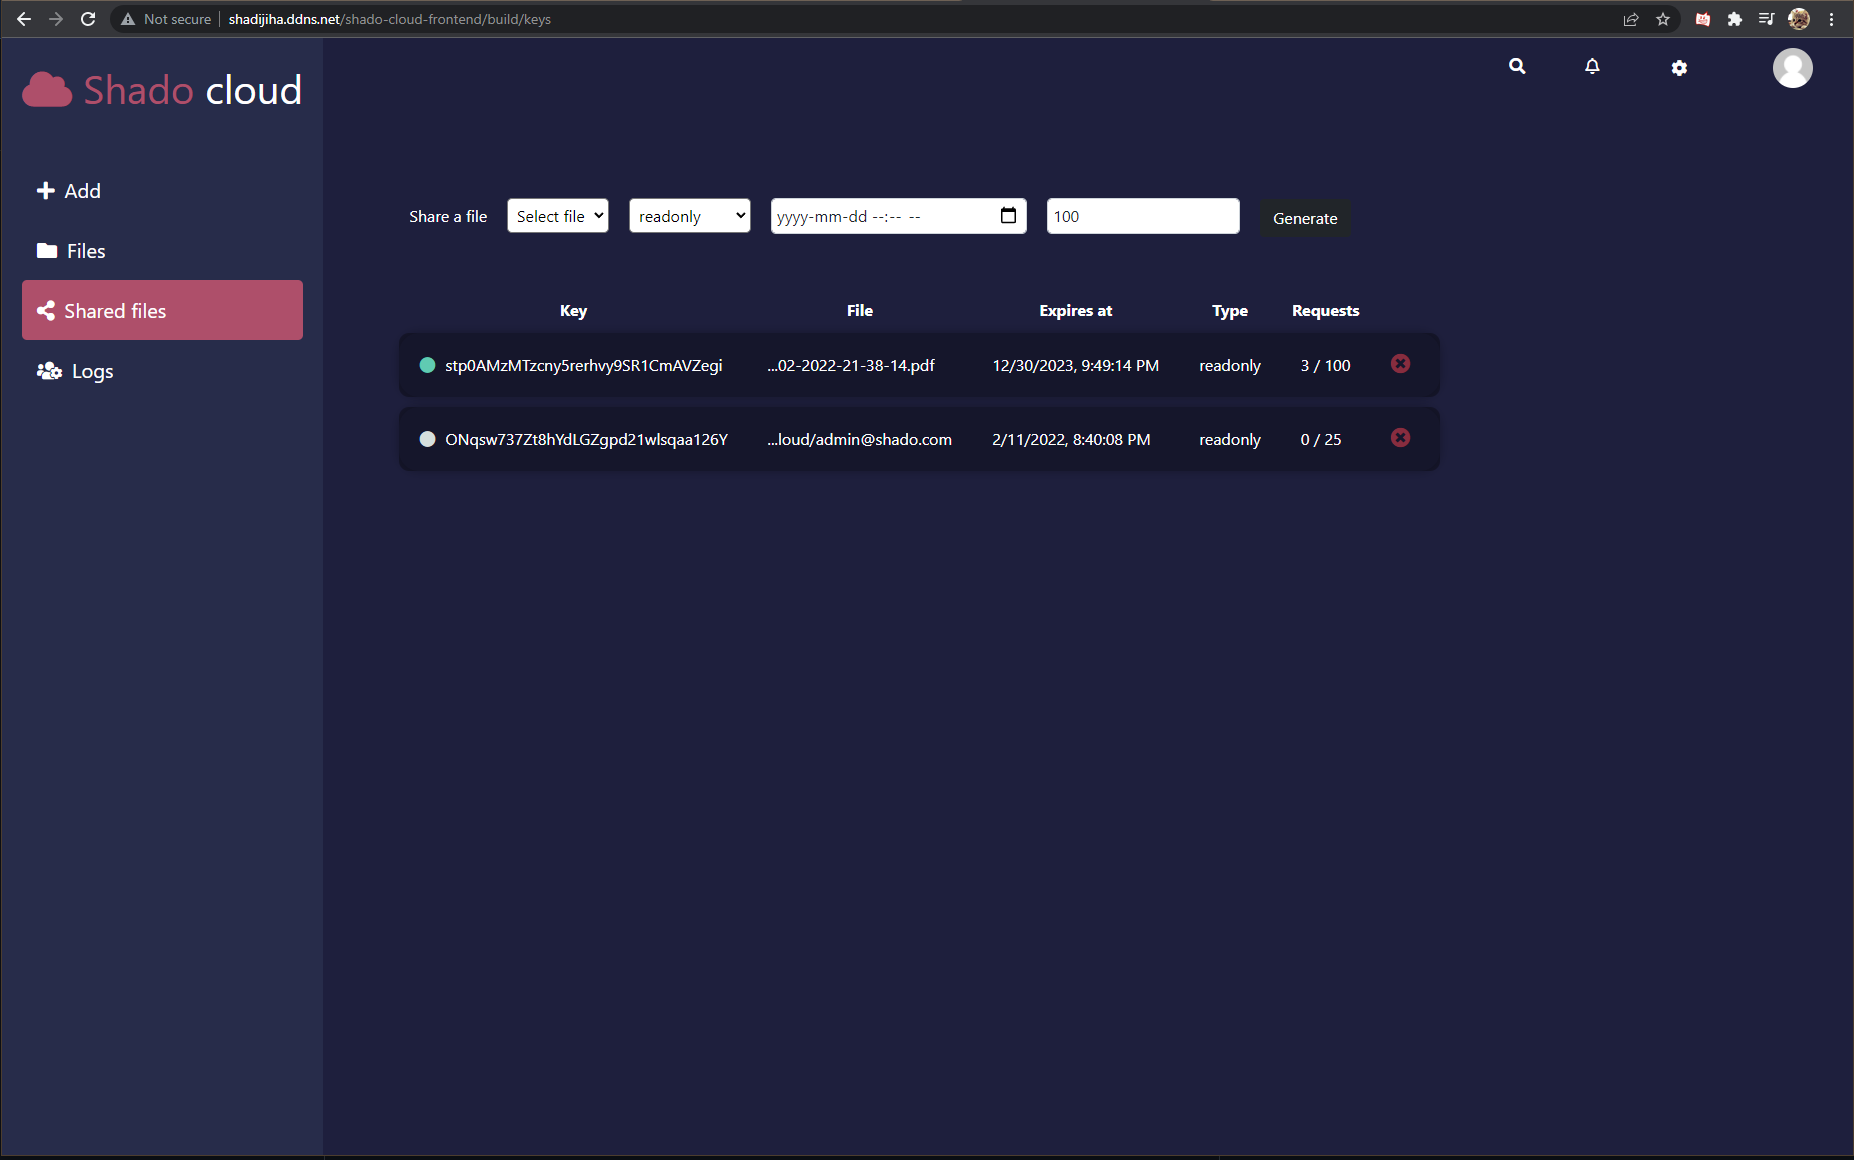 Not secure shadijiha.ddns.net/shado-cloud-frontend/build/keys
Shado cloud
Add
Files
Shared files
Logs
Share a file Select file readonly yyyy-mm-dd --:-- -- 100 Generate
Key File Expires at Type Requests
stp0AMzMTzcny5rerhvy9SR1CmAVZegi ...02-2022-21-38-14.pdf 12/30/2023, 9:49:14 PM readonly 3 / 100
ONqsw737Zt8hYdLGZgpd21wlsqaa126Y ...loud/admin@shado.com 2/11/2022, 8:40:08 PM readonly 0 / 25